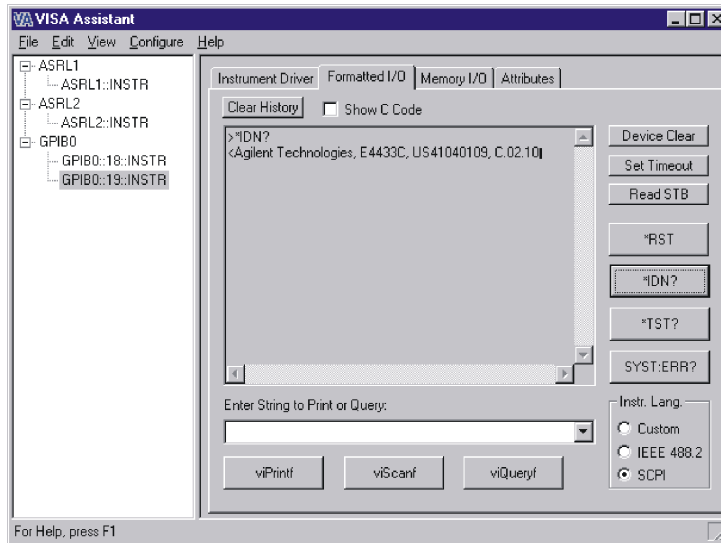 VISA Assistant
File Edit View Configure Help
ASRL1
ASRL1::INSTR
ASRL2
ASRL2::INSTR
GPIB0
GPIB0::18::INSTR
GPIB0::19::INSTR
Instrument Driver Formatted I/O Memory I/O Attributes
Clear History Show C Code
>*IDN?
<Agilent Technologies, E4433C, US41040109, C.02.10
Device Clear
Set Timeout
Read STB
*RST
*IDN?
*TST?
SYST:ERR?
Enter String to Print or Query:
viPrintf viScanf viQueryf
Instr. Lang.
Custom
IEEE 488.2
SCPI
For Help, press F1